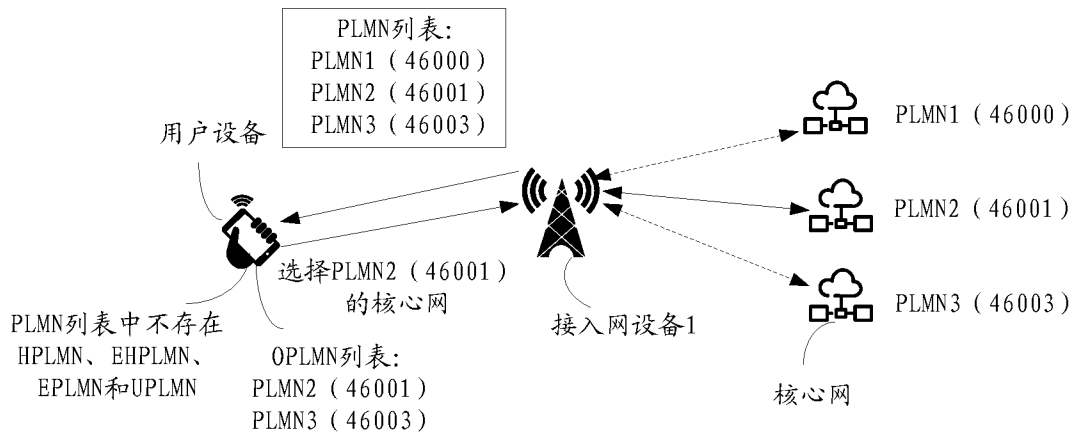 PLMN列表：
PLMN1（46000）
PLMN2（46001）
PLMN3（46003）
用户设备
选择PLMN2（46001）
的核心网
PLMN列表中不存在
HPLMN、EHPLMN、
EPLMN和UPLMN
OPLMN列表：
PLMN2（46001）
PLMN3（46003）
接入网设备1
PLMN1（46000）
PLMN2（46001）
PLMN3（46003）
核心网